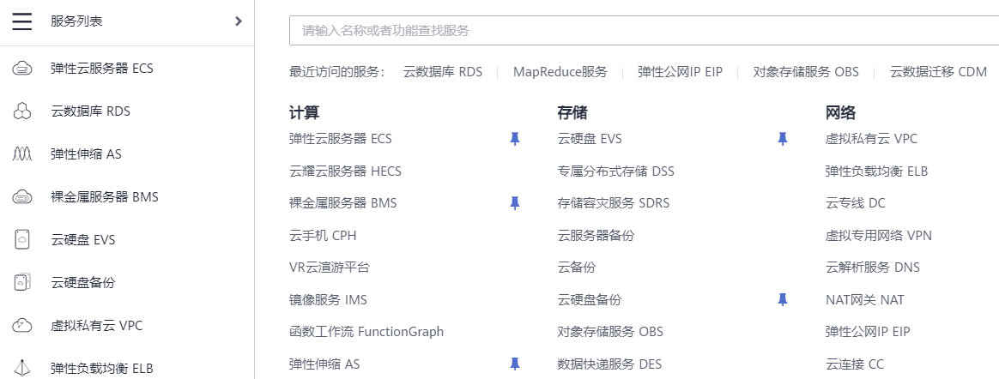 服务列表
弹性云服务器 ECS
云数据库 RDS
弹性伸缩 AS
裸金属服务器 BMS
云硬盘 EVS
云硬盘备份
虚拟私有云 VPC
弹性负载均衡 ELB
请输入名称或者功能查找服务
最近访问的服务： 云数据库 RDS MapReduce服务 弹性公网IP EIP 对象存储服务 OBS 云数据迁移 CDM
计算
弹性云服务器 ECS
云耀云服务器 HECS
裸金属服务器 BMS
云手机 CPH
VR云渲游平台
镜像服务 IMS
函数工作流 FunctionGraph
弹性伸缩 AS
存储
云硬盘 EVS
专属分布式存储 DSS
存储容灾服务 SDRS
云服务器备份
云备份
云硬盘备份
对象存储服务 OBS
数据快递服务 DES
网络
虚拟私有云 VPC
弹性负载均衡 ELB
云专线 DC
虚拟专用网络 VPN
云解析服务 DNS
NAT网关 NAT
弹性公网IP EIP
云连接 CC